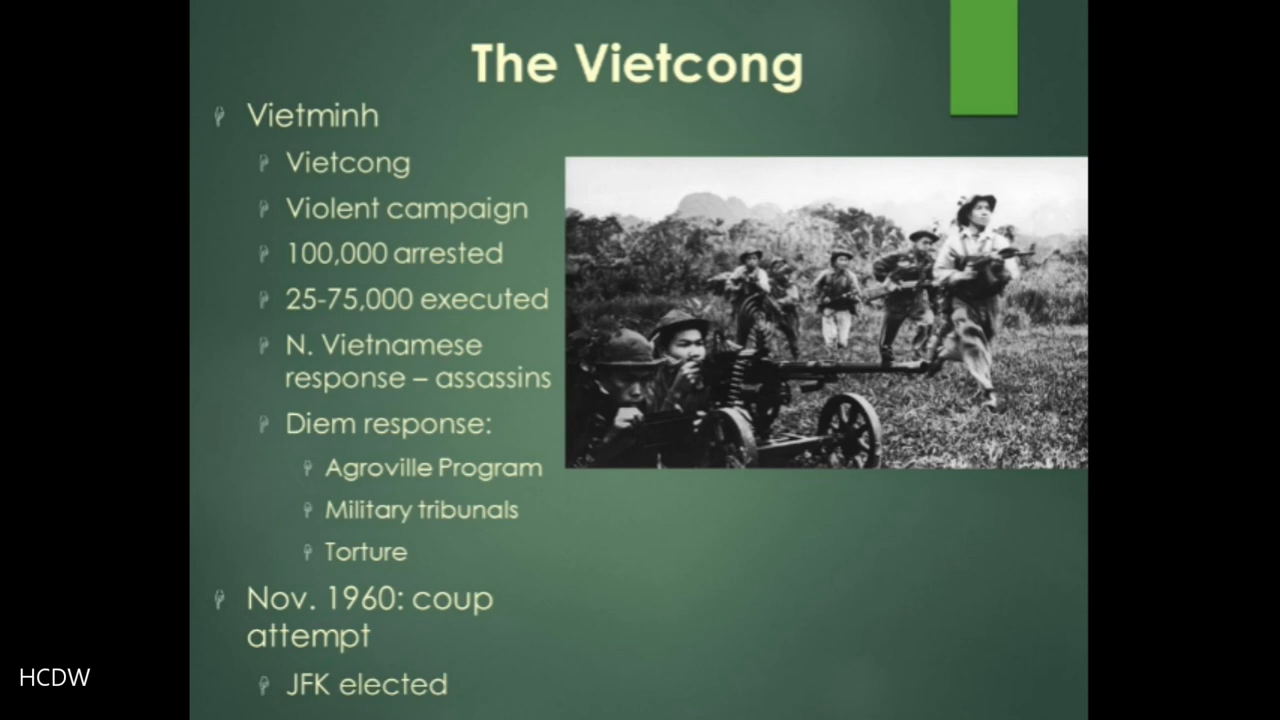 The Vietcong
Vietminh
Vietcong
Violent campaign
100,000 arrested
25-75,000 executed
N. Vietnamese
response – assassins
Diem response:
Agroville Program
Military tribunals
Torture
Nov. 1960: coup
attempt
JFK elected
HCDW